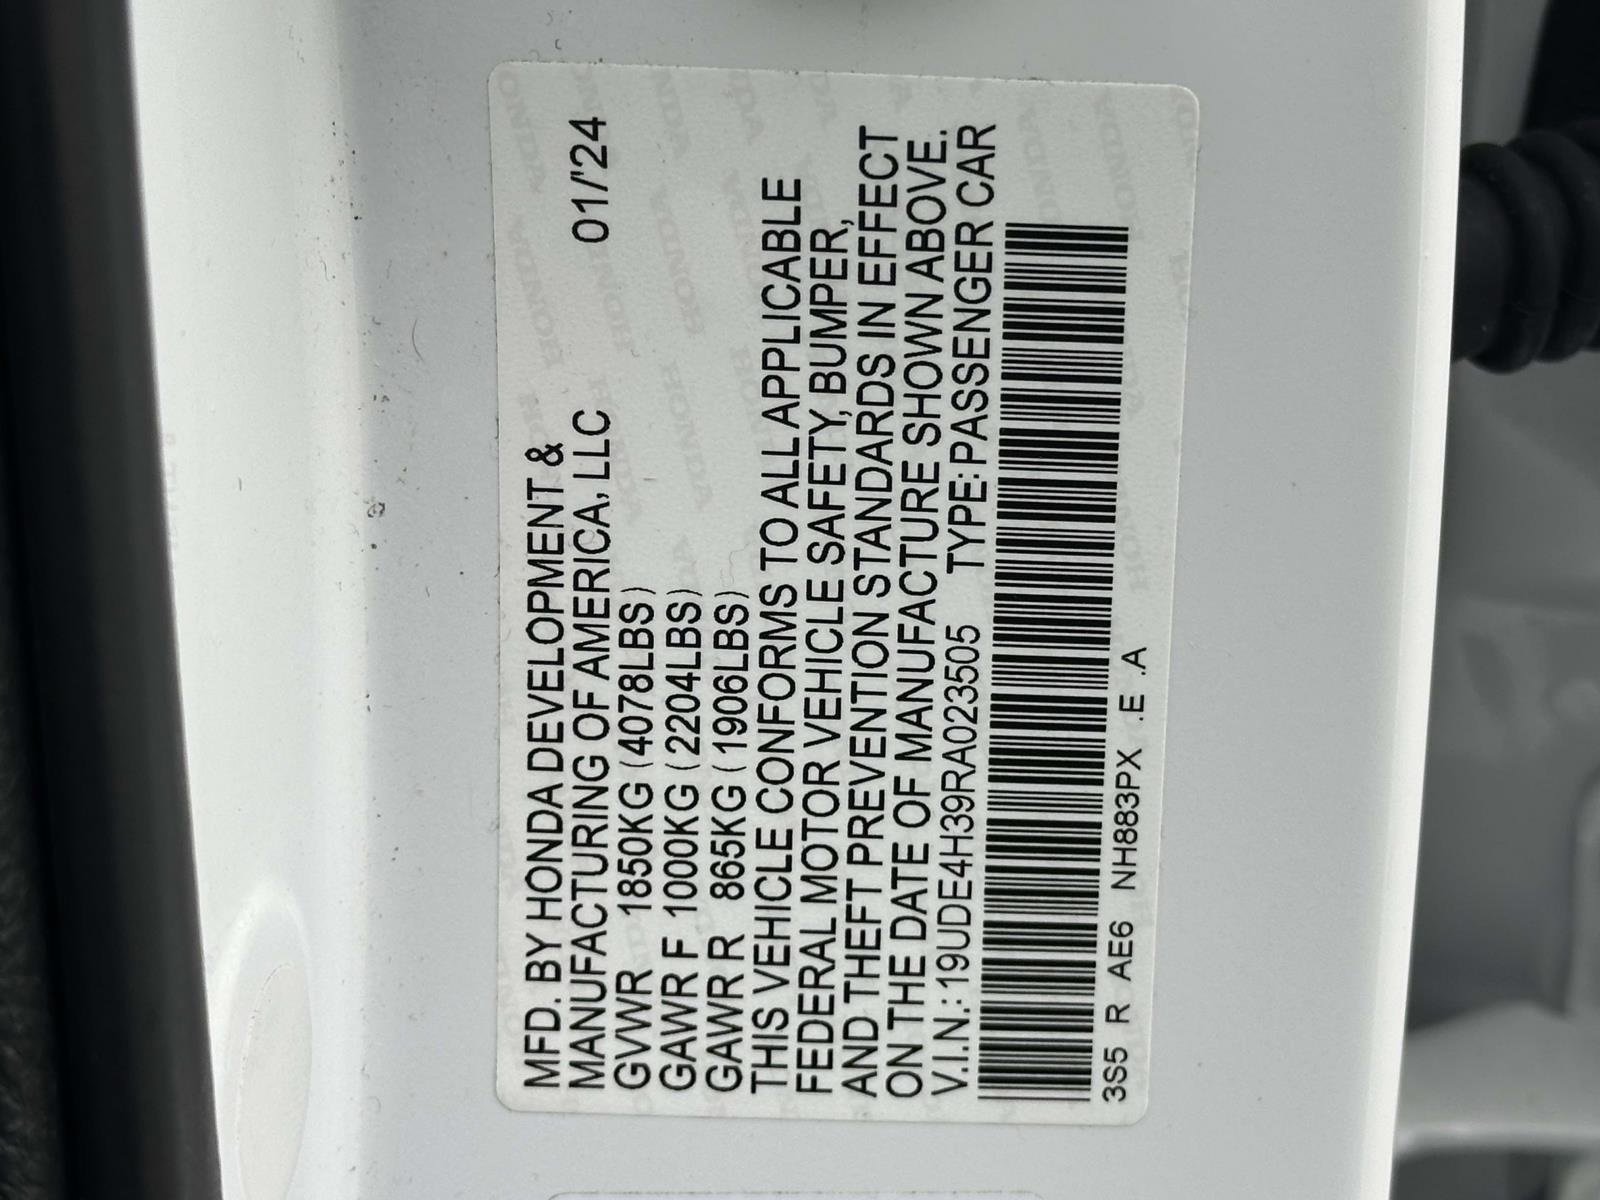 MFD. BY HONDA DEVELOPMENT &
MANUFACTURING OF AMERICA, LLC 01/'24
GVWR 1850KG (4078LBS)
GAWR F 1000KG (2204LBS)
GAWR R 865KG (1906LBS)
THIS VEHICLE CONFORMS TO ALL APPLICABLE
FEDERAL MOTOR VEHICLE SAFETY, BUMPER,
AND THEFT PREVENTION STANDARDS IN EFFECT
ON THE DATE OF MANUFACTURE SHOWN ABOVE.
V.I.N.: 19UDE4H39RA023505 TYPE: PASSENGER CAR
3S5 R AE6 NH883PX .E .A